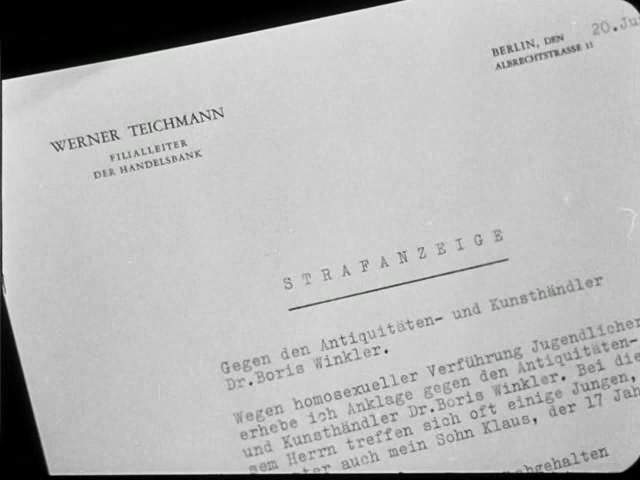 BERLIN, DEN 20.Ju
ALBRECHTSTRASSE 11
WERNER TEICHMANN
FILIALLEITER
DER HANDELSBANK
STRAFANZEIGE
Gegen den Antiquitäten- und Kunsthändler
Dr.Boris Winkler.
Wegen homosexueller Verführung Jugendlicher
erhebe ich Anklage gegen den Antiquitäten-
und Kunsthändler Dr.Boris Winkler. Bei die
sem Herrn treffen sich oft einige Jungen,
auch mein Sohn Klaus, der 17 Jah